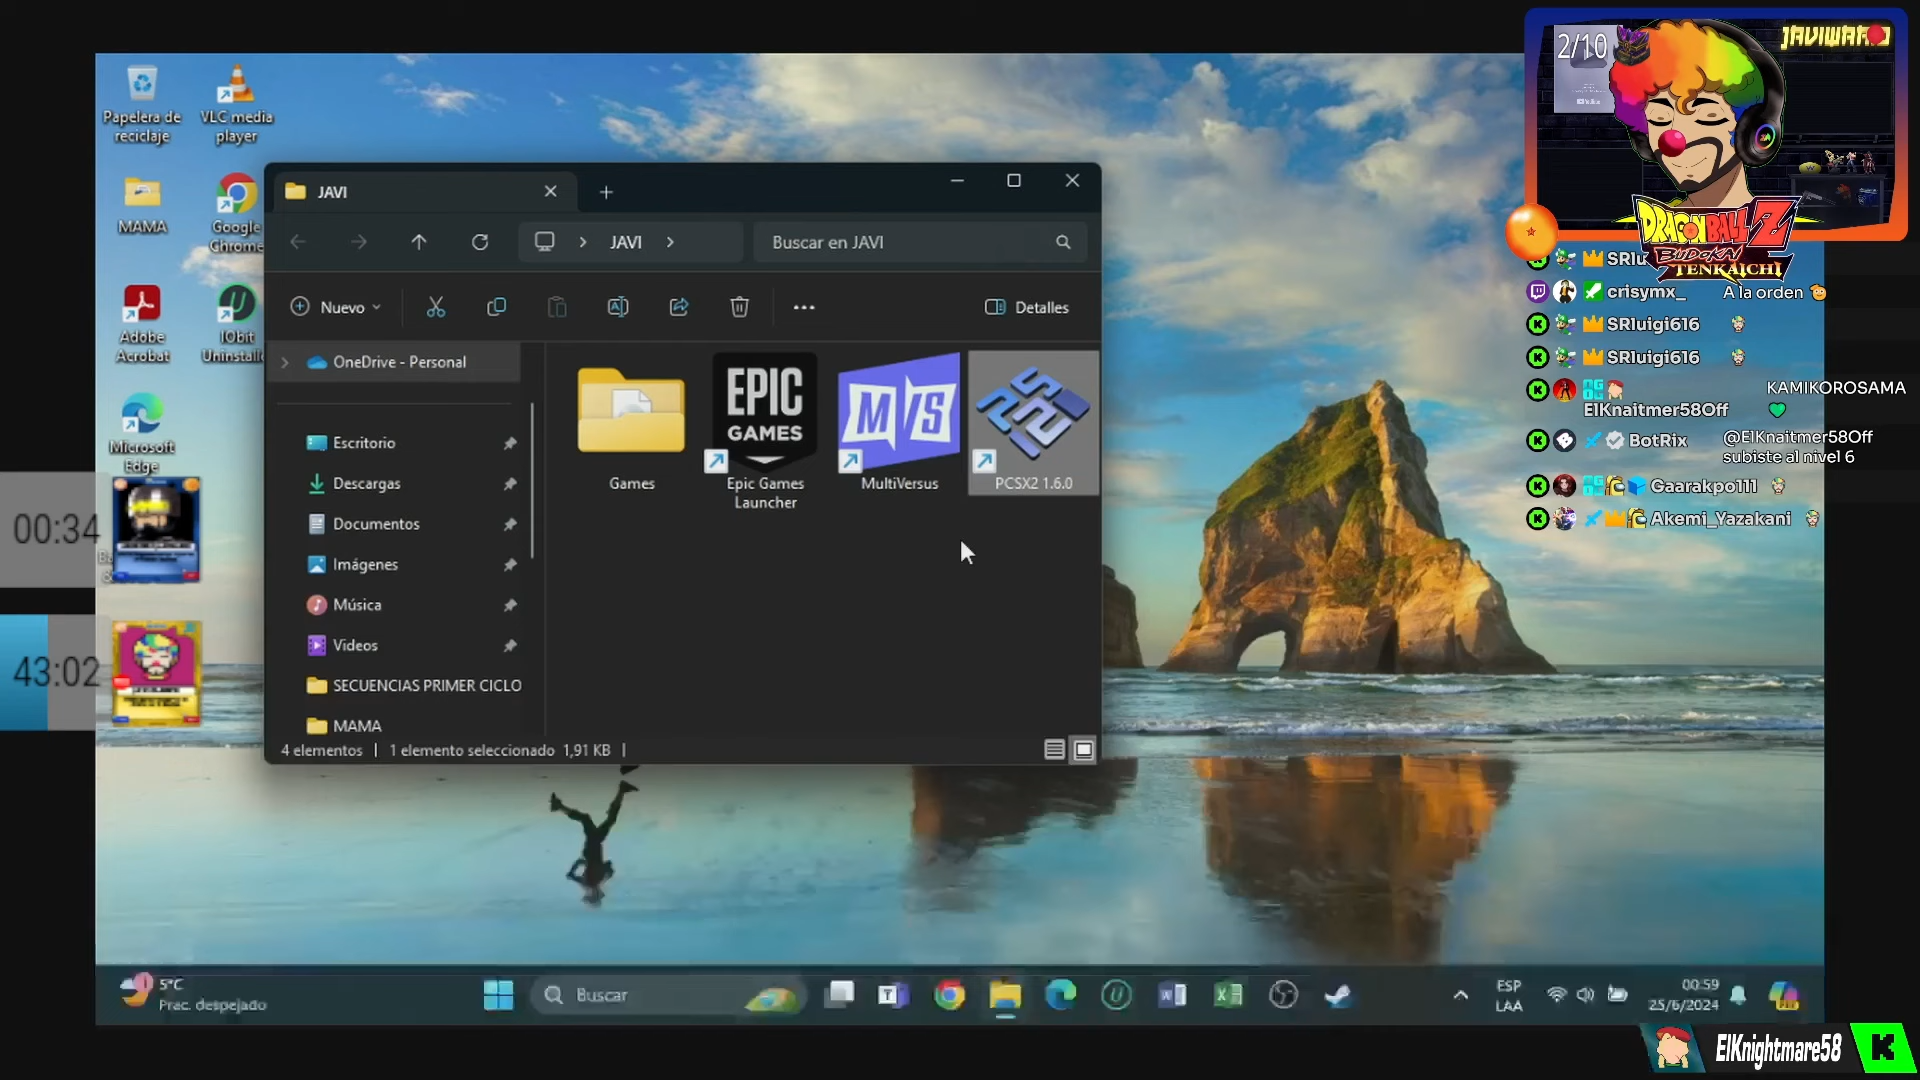 2/10
JAVIWARD
DRAGON BALL Z
BUDOKAI
TENKAICHI
Papelera de
reciclaje
VLC media
player
MAMA
Google
Chrome
Adobe
Acrobat
IObit
Uninstalle
Microsoft
Edge
00:34
43:02
JAVI
JAVI
Buscar en JAVI
Nuevo
Detalles
OneDrive - Personal
Escritorio
Descargas
Documentos
Imágenes
Música
Videos
SECUENCIAS PRIMER CICLO
MAMA
Games
EPIC
GAMES
Epic Games
Launcher
M/S
MultiVersus
PCSX2 1.6.0
4 elementos | 1 elemento seleccionado 1,91 KB |
SRlu
crisymx_ A la orden
SRluigi616
SRluigi616
ElKnaitmer58Off KAMIKOROSAMA
BotRix @ElKnaitmer58Off
subiste al nivel 6
Gaarakpo111
Akemi_Yazakani
5°C
Prac. despejado
Buscar
ESP
LAA
00:59
25/6/2024
ElKnightmare58
K